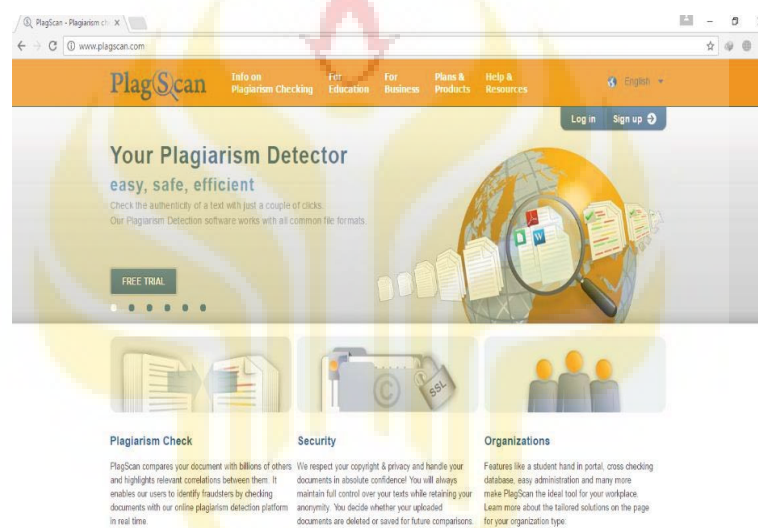 PlagScan - Plagiarism ch
www.plagscan.com
PlagScan
Info on
Plagiarism Checking
For
Education
For
Business
Plans &
Products
Help &
Resources
English
Log in
Sign up
Your Plagiarism Detector
easy, safe, efficient
Check the authenticity of a text with just a couple of clicks.
Our Plagiarism Detection software works with all common file formats.
W
FREE TRIAL
©
SSL
Plagiarism Check
PlagScan compares your document with billions of others
and highlights relevant correlations between them. It
enables our users to identify fraudsters by checking
documents with our online plagiarism detection platform
in real time.
Security
We respect your copyright & privacy and handle your
documents in absolute confidence! You will always
maintain full control over your texts while retaining your
anonymity. You decide whether your uploaded
documents are deleted or saved for future comparisons.
Organizations
Features like a student hand in portal, cross checking
database, easy administration and many more
make PlagScan the ideal tool for your workplace.
Learn more about the tailored solutions on the page
for your organization type.